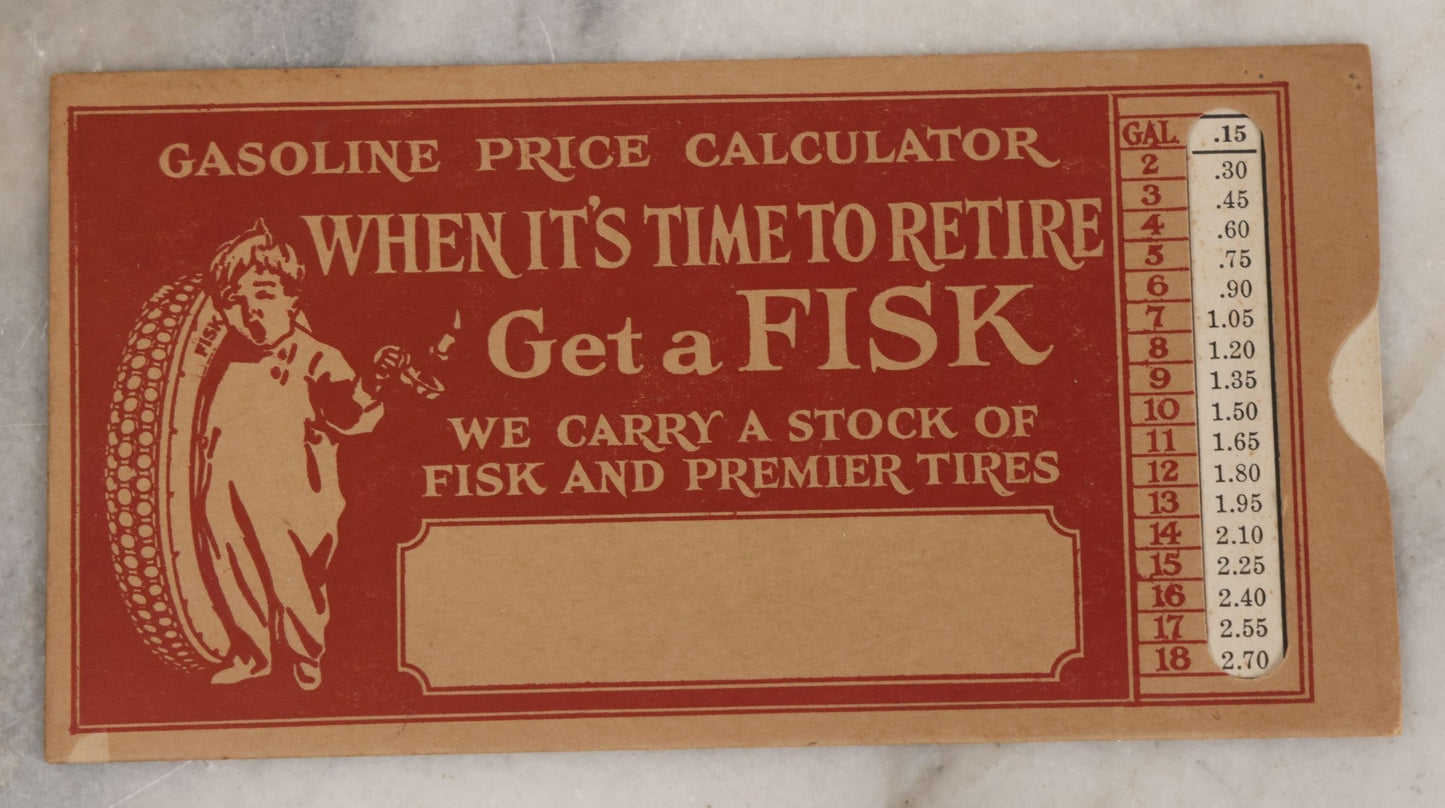 GASOLINE PRICE CALCULATOR
WHEN IT'S TIME TO RETIRE
Get a FISK
FISK
FISK
WE CARRY A STOCK OF
FISK AND PREMIER TIRES
GAL. .15
2 .30
3 .45
4 .60
5 .75
6 .90
7 1.05
8 1.20
9 1.35
10 1.50
11 1.65
12 1.80
13 1.95
14 2.10
15 2.25
16 2.40
17 2.55
18 2.70